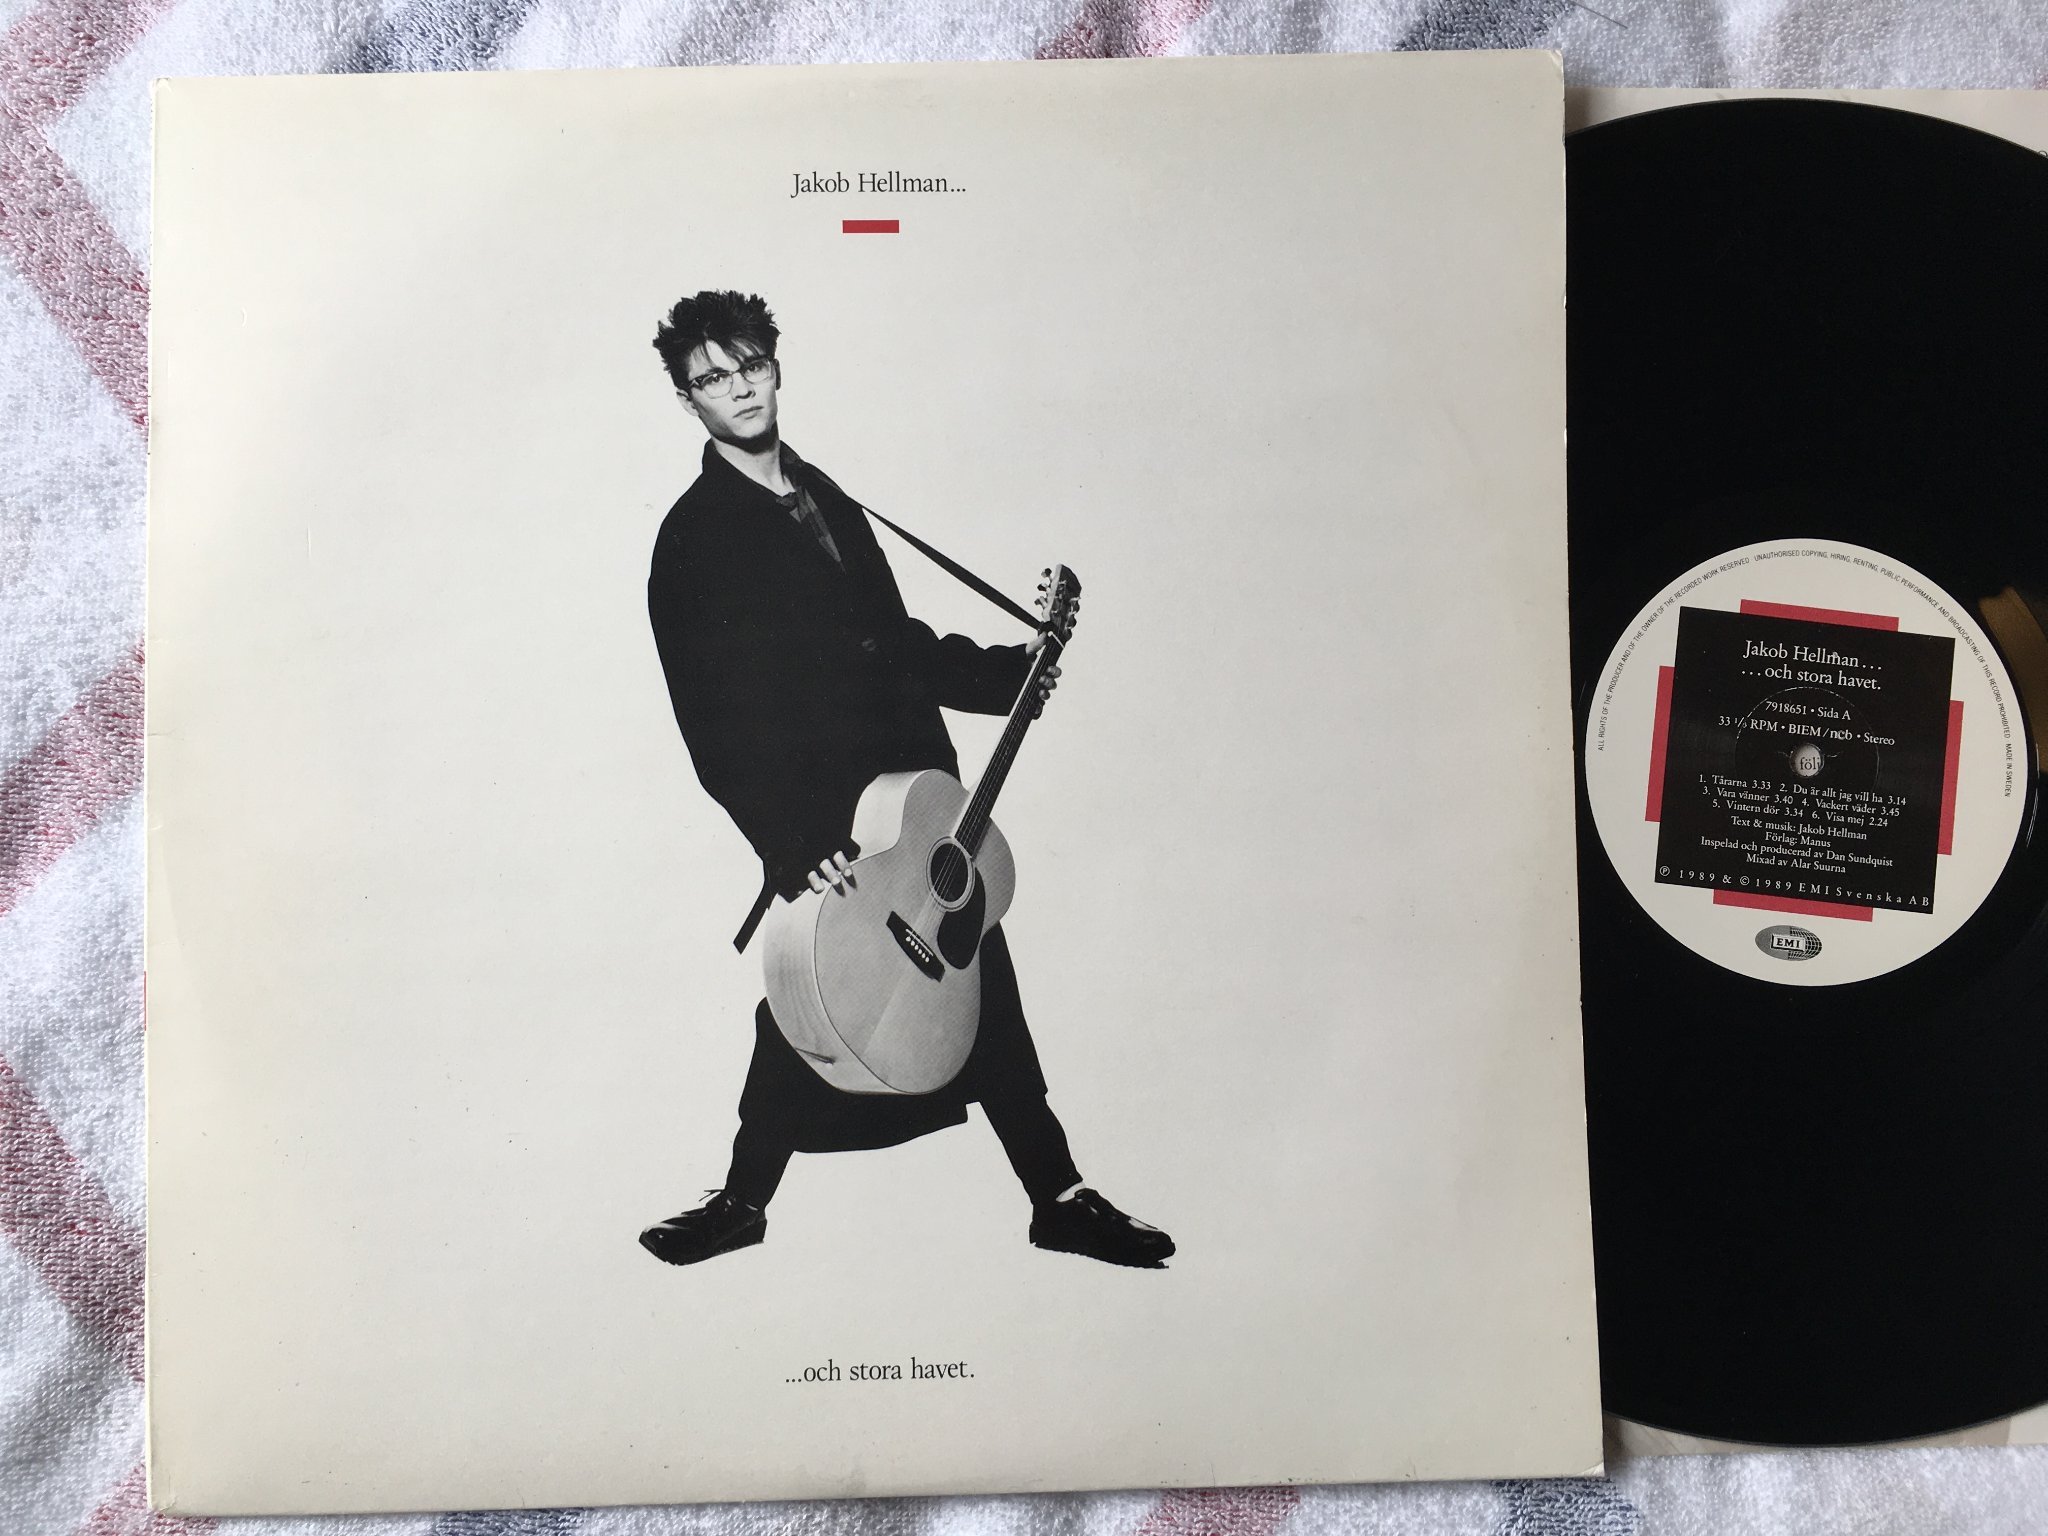 Jakob Hellman...
...och stora havet.
ALL RIGHTS OF THE PRODUCER AND OF THE OWNER OF THE RECORDED WORK RESERVED · UNAUTHORISED COPYING, HIRING, RENTING, PUBLIC PERFORMANCE AND BROADCASTING OF THIS RECORD PROHIBITED · MADE IN SWEDEN
Jakob Hellman...
...och stora havet.
7918651 • Sida A
33 1/3 RPM • BIEM/ncb • Stereo
följ
1. Tårarna 3.33 2. Du är allt jag vill ha 3.14
3. Vara vänner 3.40 4. Vackert väder 3.45
5. Vintern dör 3.34 6. Visa mej 2.24
Text & musik: Jakob Hellman
Förlag: Manus
Inspelad och producerad av Dan Sundquist
Mixad av Alar Suurna
℗ 1989 & © 1989 EMI Svenska AB
EMI